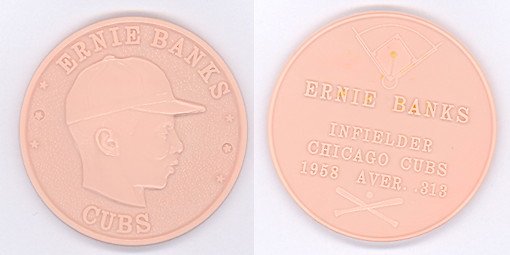 ERNIE BANKS
CUBS
ERNIE BANKS
INFIELDER
CHICAGO CUBS
1958 AVER. .313